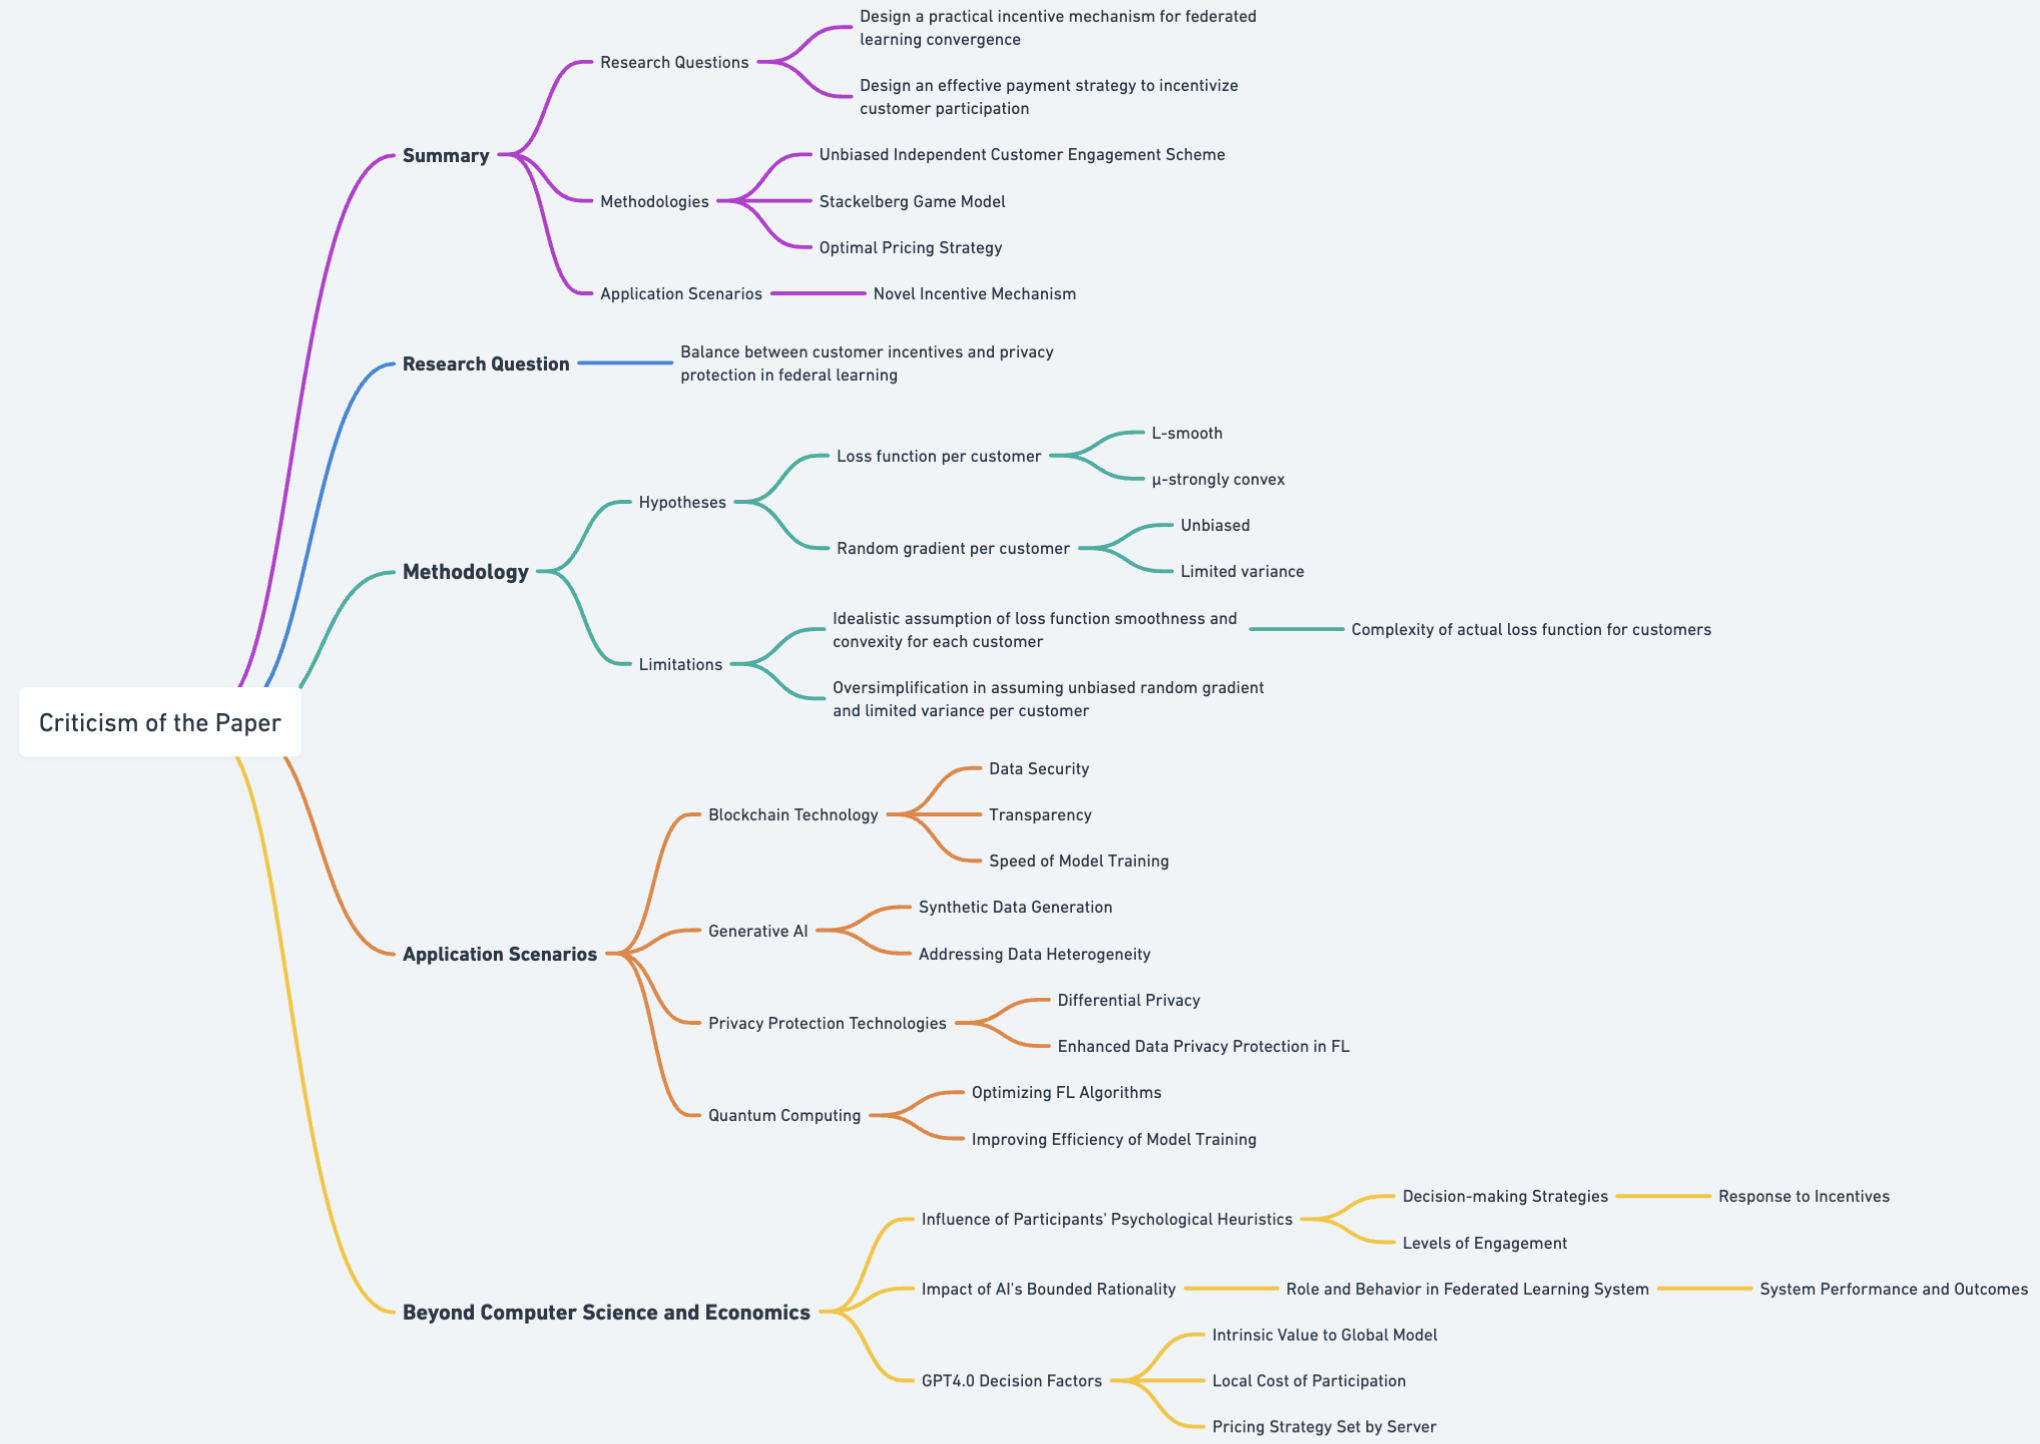 Design a practical incentive mechanism for federated
learning convergence
Research Questions
Design an effective payment strategy to incentivize
customer participation
Summary
Unbiased Independent Customer Engagement Scheme
Methodologies
Stackelberg Game Model
Optimal Pricing Strategy
Application Scenarios
Novel Incentive Mechanism
Research Question
Balance between customer incentives and privacy
protection in federal learning
L-smooth
Loss function per customer
μ-strongly convex
Hypotheses
Unbiased
Random gradient per customer
Limited variance
Methodology
Idealistic assumption of loss function smoothness and
convexity for each customer
Complexity of actual loss function for customers
Limitations
Oversimplification in assuming unbiased random gradient
and limited variance per customer
Criticism of the Paper
Data Security
Blockchain Technology
Transparency
Speed of Model Training
Synthetic Data Generation
Generative AI
Addressing Data Heterogeneity
Application Scenarios
Differential Privacy
Privacy Protection Technologies
Enhanced Data Privacy Protection in FL
Optimizing FL Algorithms
Quantum Computing
Improving Efficiency of Model Training
Decision-making Strategies
Response to Incentives
Influence of Participants' Psychological Heuristics
Levels of Engagement
Impact of AI's Bounded Rationality
Role and Behavior in Federated Learning System
System Performance and Outcomes
Beyond Computer Science and Economics
Intrinsic Value to Global Model
GPT4.0 Decision Factors
Local Cost of Participation
Pricing Strategy Set by Server